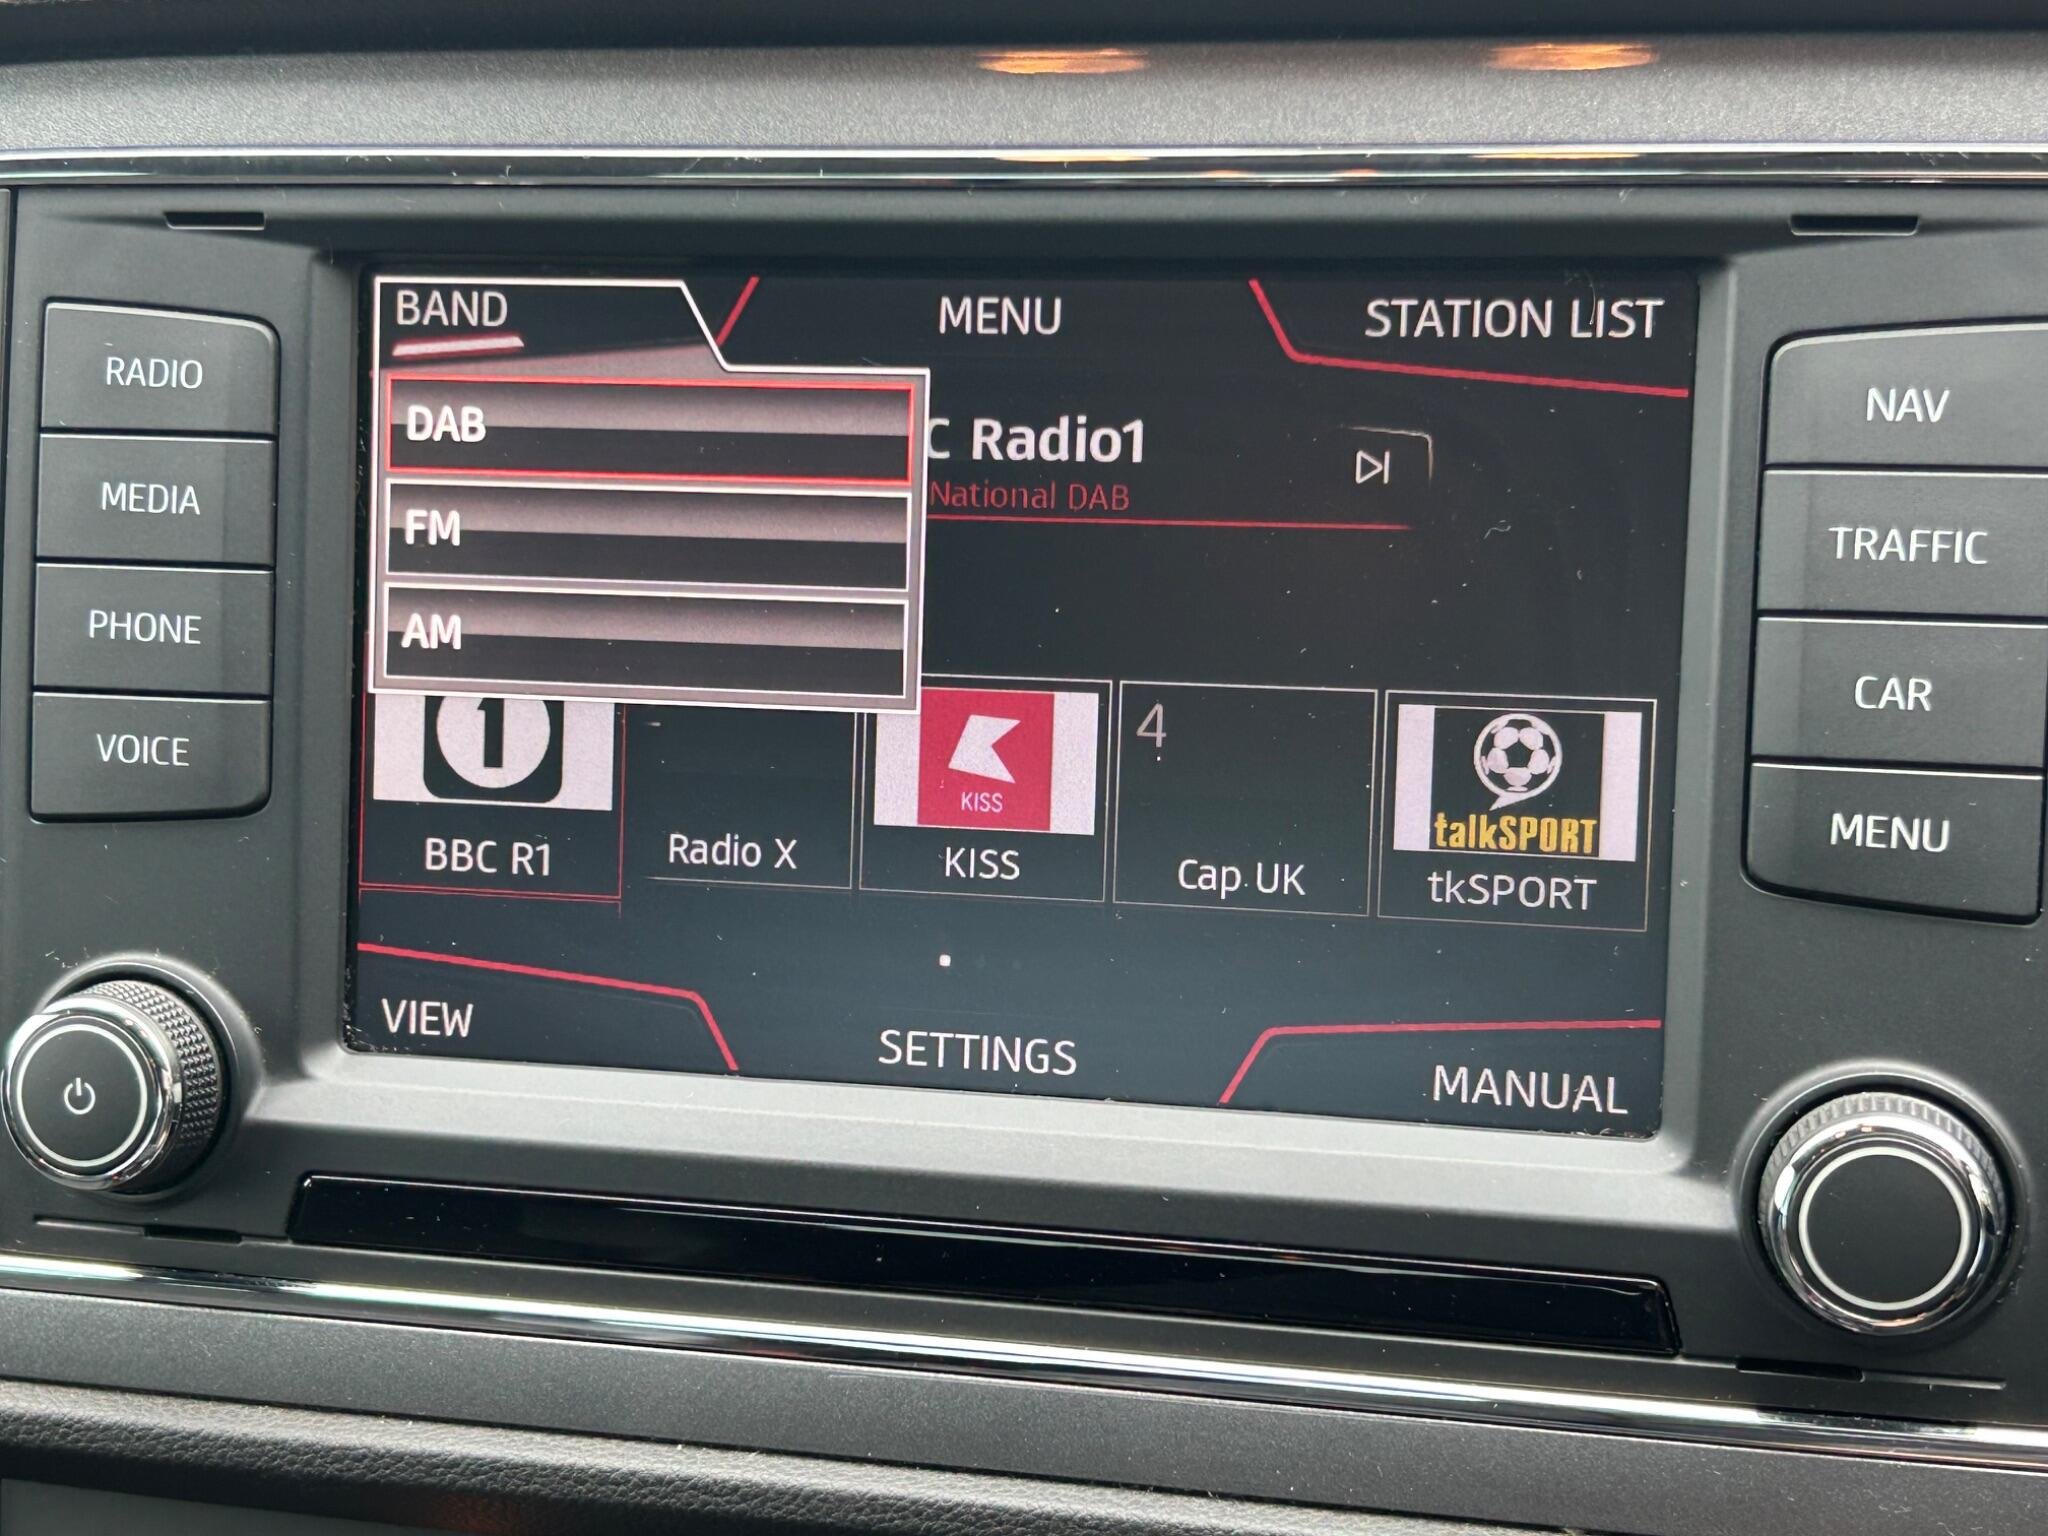 BAND
MENU
STATION LIST
RADIO
MEDIA
PHONE
VOICE
DAB
FM
AM
C Radio1
National DAB
1
BBC R1
Radio X
KISS
KISS
4
Cap UK
talkSPORT
tkSPORT
VIEW
SETTINGS
MANUAL
NAV
TRAFFIC
CAR
MENU